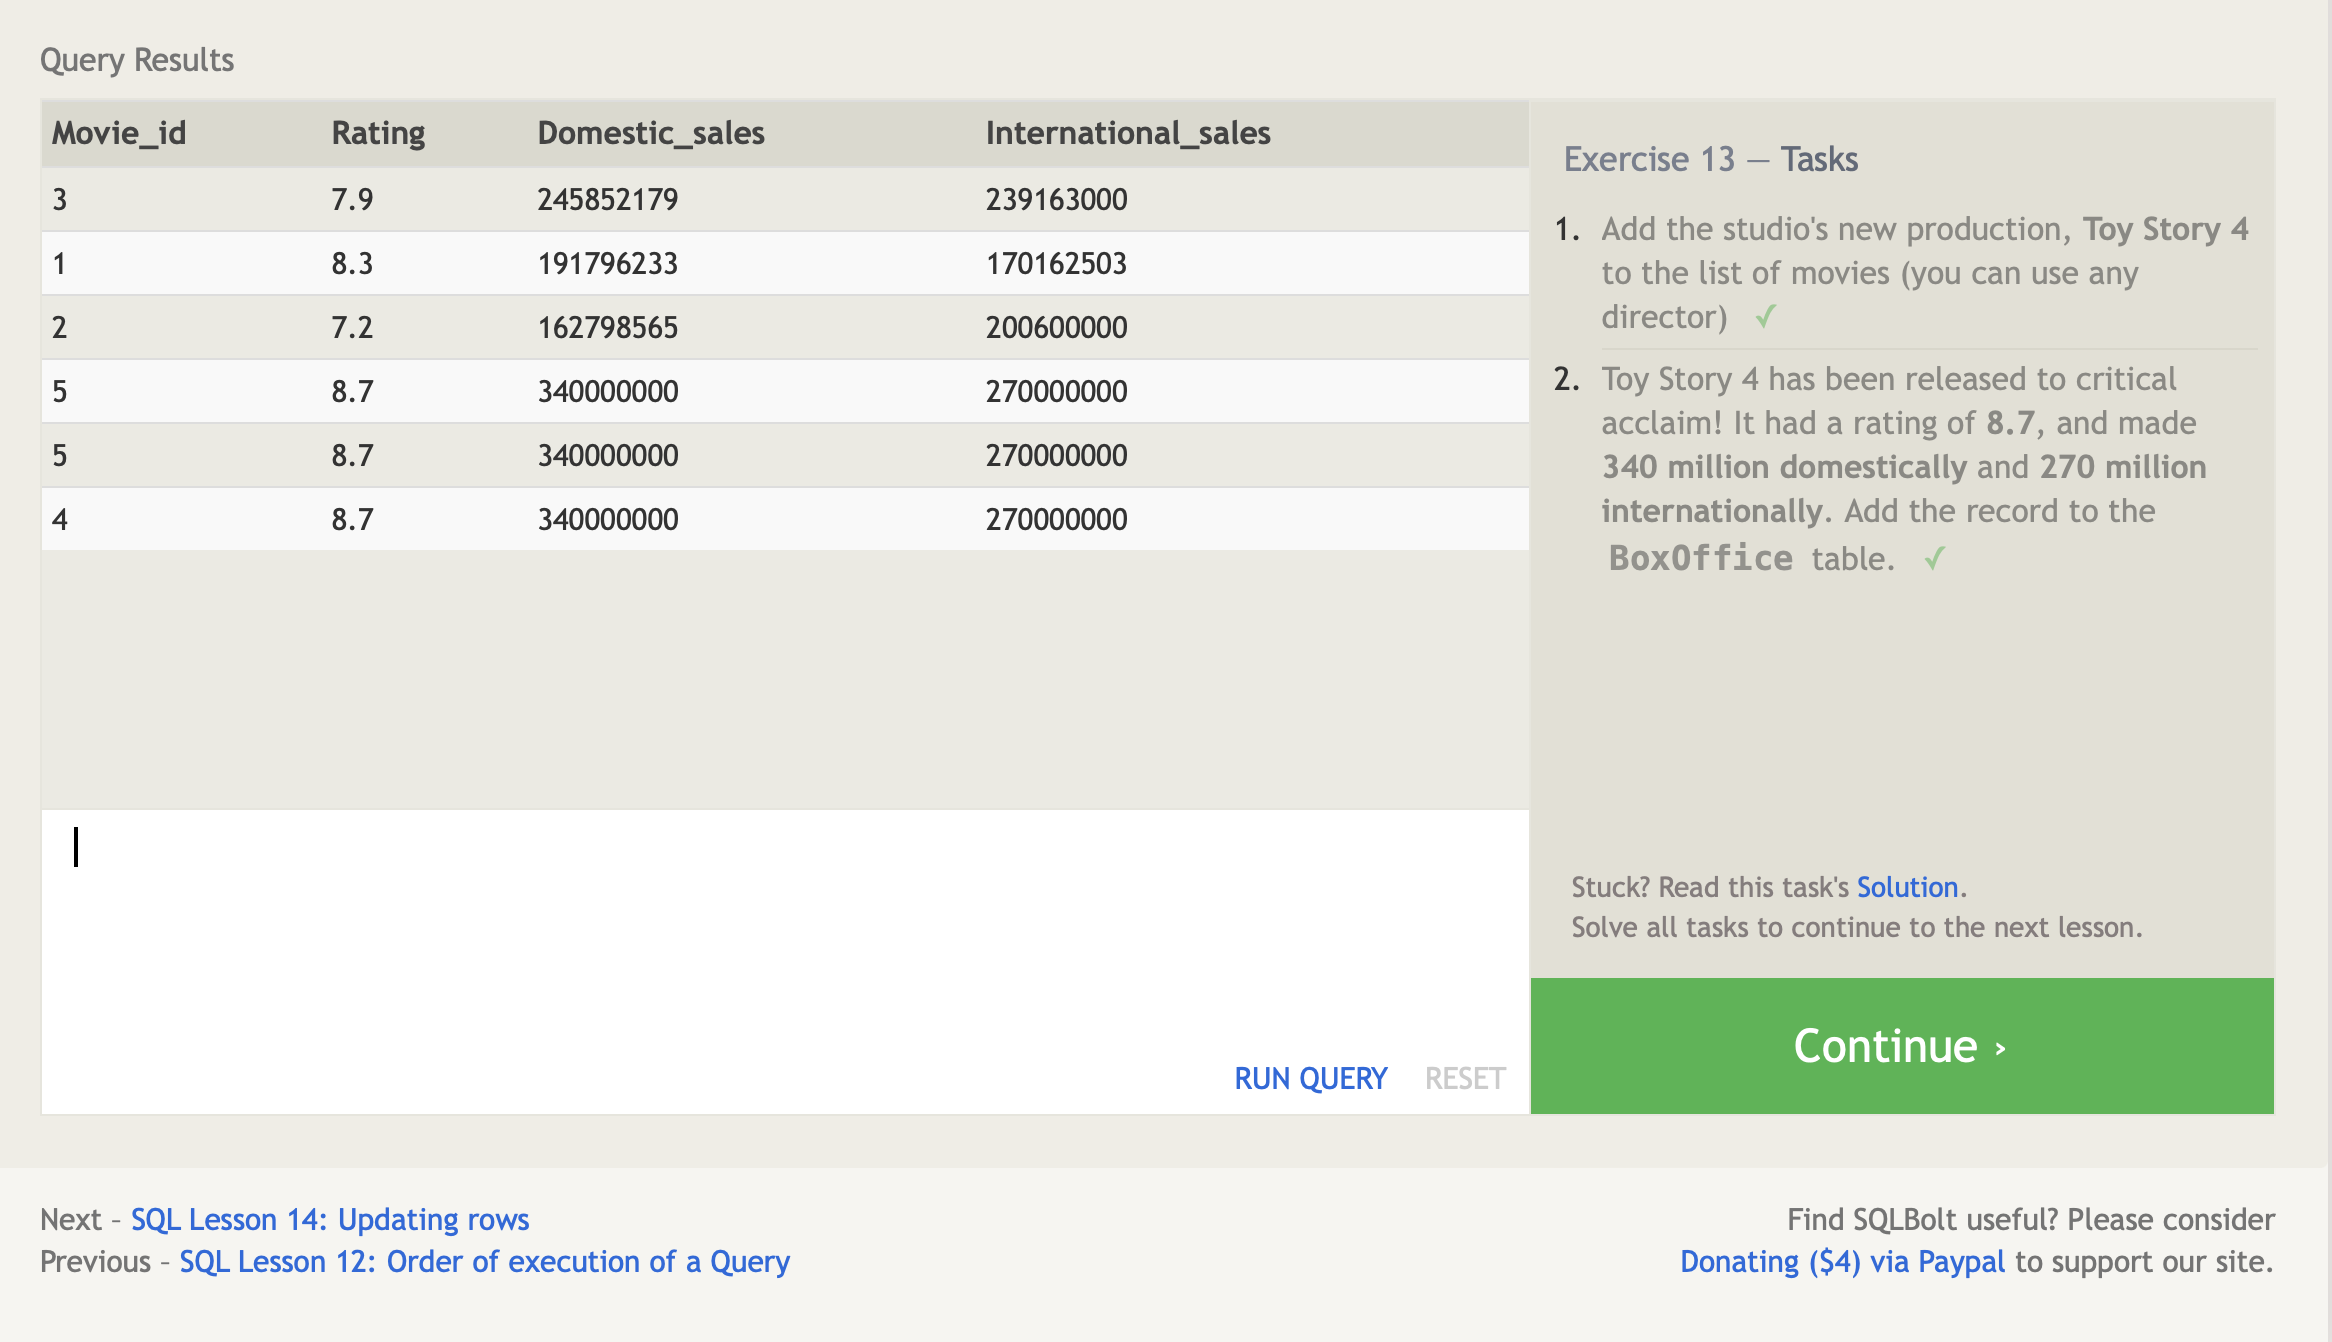 Query Results
Movie_id Rating Domestic_sales International_sales
3 7.9 245852179 239163000
1 8.3 191796233 170162503
2 7.2 162798565 200600000
5 8.7 340000000 270000000
5 8.7 340000000 270000000
4 8.7 340000000 270000000
RUN QUERY RESET
Exercise 13 — Tasks
1. Add the studio's new production, Toy Story 4
to the list of movies (you can use any
director) ✓
2. Toy Story 4 has been released to critical
acclaim! It had a rating of 8.7, and made
340 million domestically and 270 million
internationally. Add the record to the
BoxOffice table. ✓
Stuck? Read this task's Solution.
Solve all tasks to continue to the next lesson.
Continue ›
Next – SQL Lesson 14: Updating rows
Previous – SQL Lesson 12: Order of execution of a Query
Find SQLBolt useful? Please consider
Donating ($4) via Paypal to support our site.